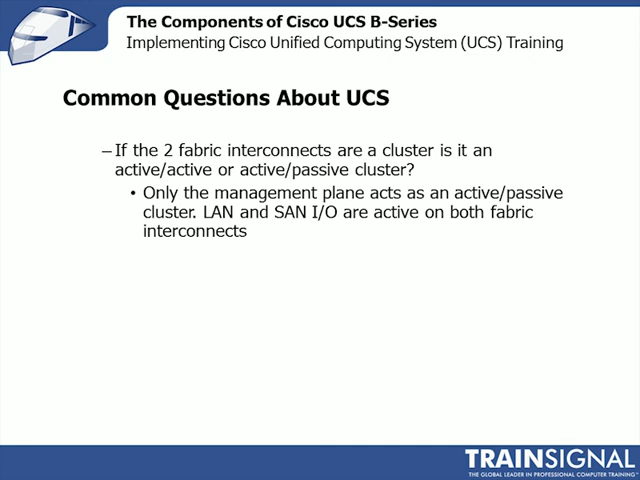 The Components of Cisco UCS B-Series
Implementing Cisco Unified Computing System (UCS) Training
Common Questions About UCS
– If the 2 fabric interconnects are a cluster is it an
active/active or active/passive cluster?
• Only the management plane acts as an active/passive
cluster. LAN and SAN I/O are active on both fabric
interconnects
TRAINSIGNAL
THE GLOBAL LEADER IN PROFESSIONAL COMPUTER TRAINING™